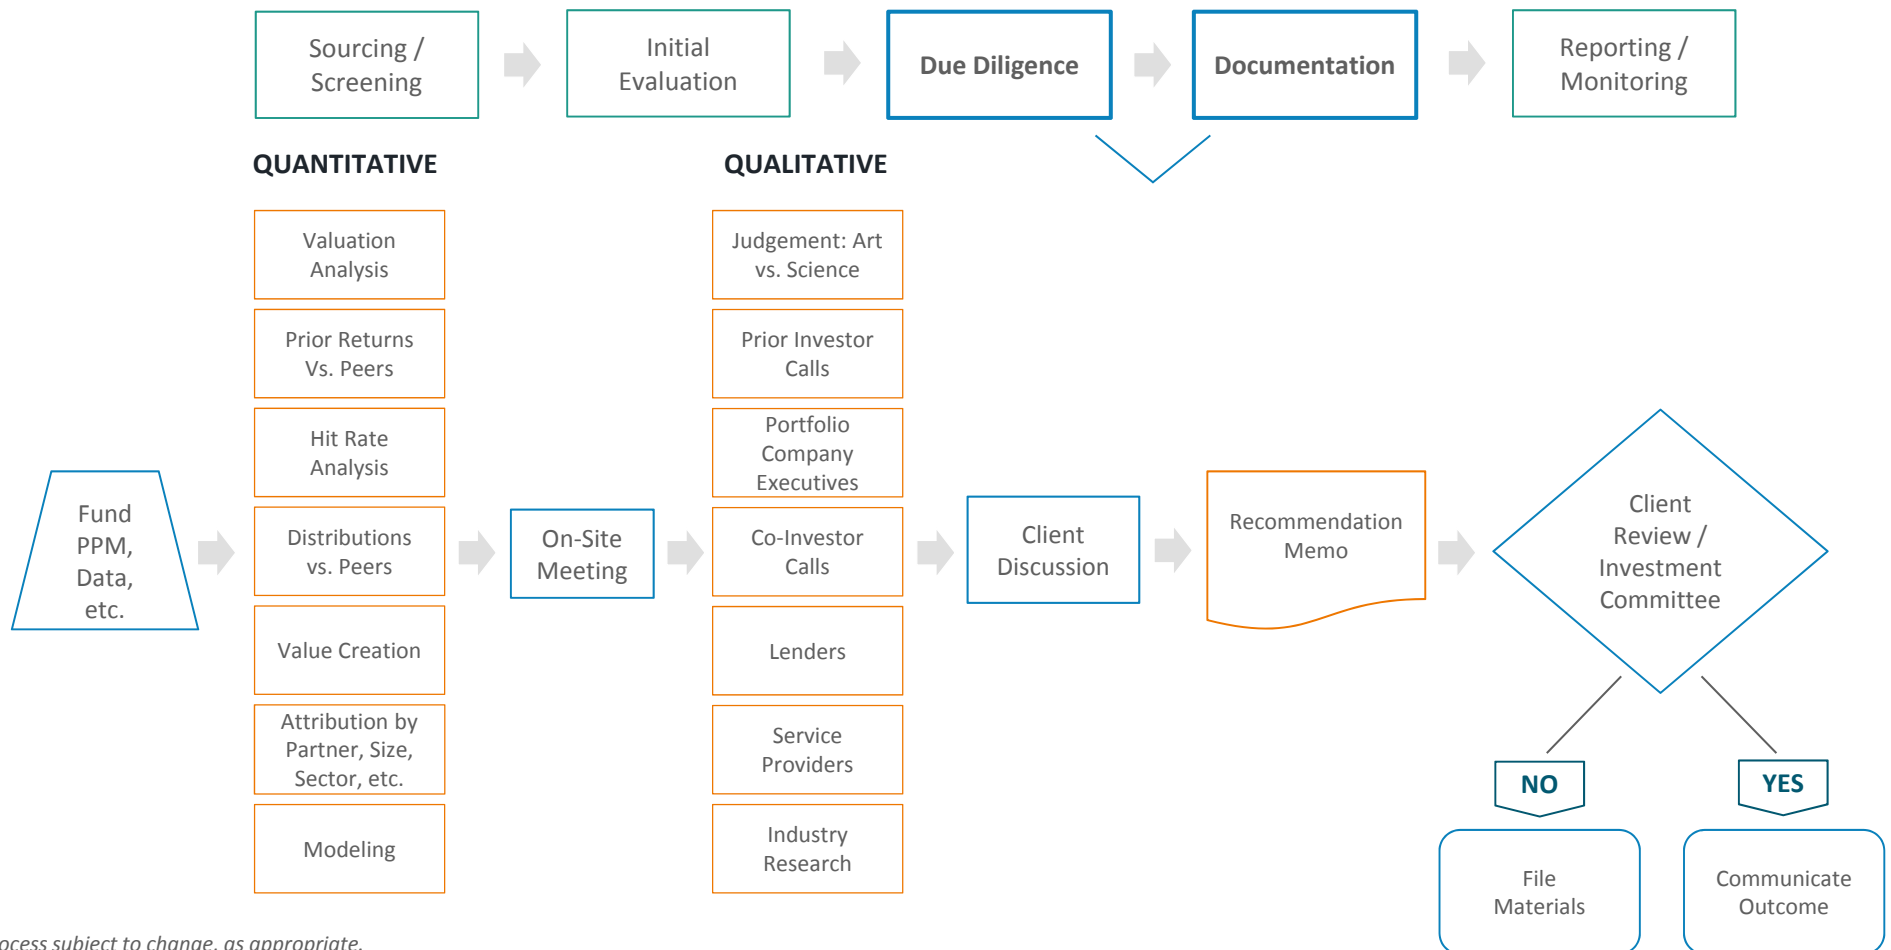 Sourcing /
Screening
Initial
Evaluation
Due Diligence
Documentation
Reporting /
Monitoring
QUANTITATIVE
QUALITATIVE
Fund
PPM,
Data,
etc.
Valuation
Analysis
Prior Returns
Vs. Peers
Hit Rate
Analysis
Distributions
vs. Peers
Value Creation
Attribution by
Partner, Size,
Sector, etc.
Modeling
On-Site
Meeting
Judgement: Art
vs. Science
Prior Investor
Calls
Portfolio
Company
Executives
Co-Investor
Calls
Lenders
Service
Providers
Industry
Research
Client
Discussion
Recommendation
Memo
Client
Review /
Investment
Committee
NO
YES
File
Materials
Communicate
Outcome
subject to change, as appropriate.